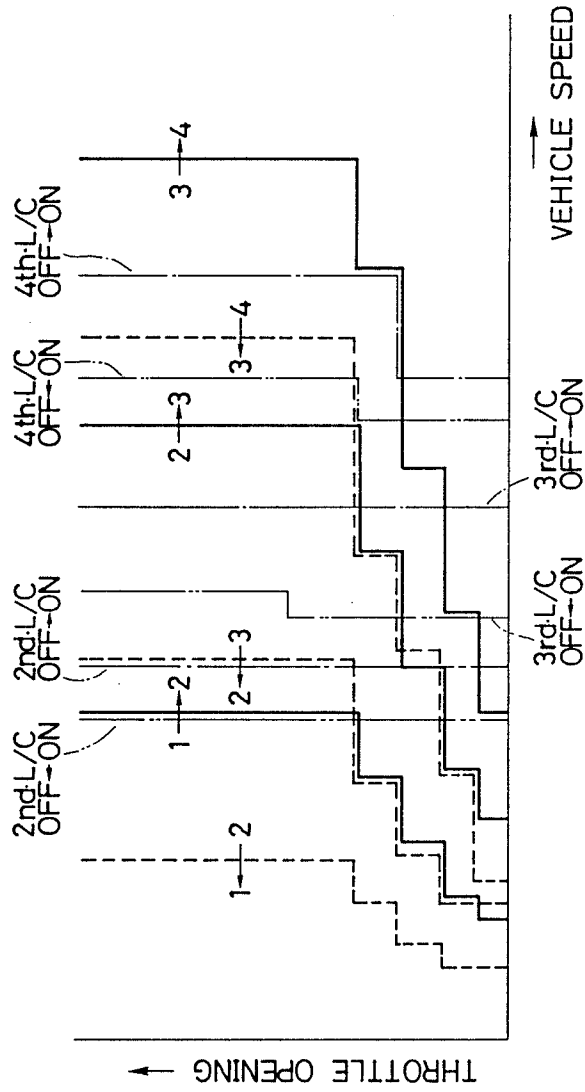 4th·L/C
OFF→ON
4th·L/C
OFF←ON
2nd·L/C
OFF→ON
2nd·L/C
OFF←ON
3→4
3←4
2→3
2←3
1→2
1←2
THROTTLE OPENING →
3rd·L/C
OFF←ON
3rd·L/C
OFF→ON
→
VEHICLE SPEED